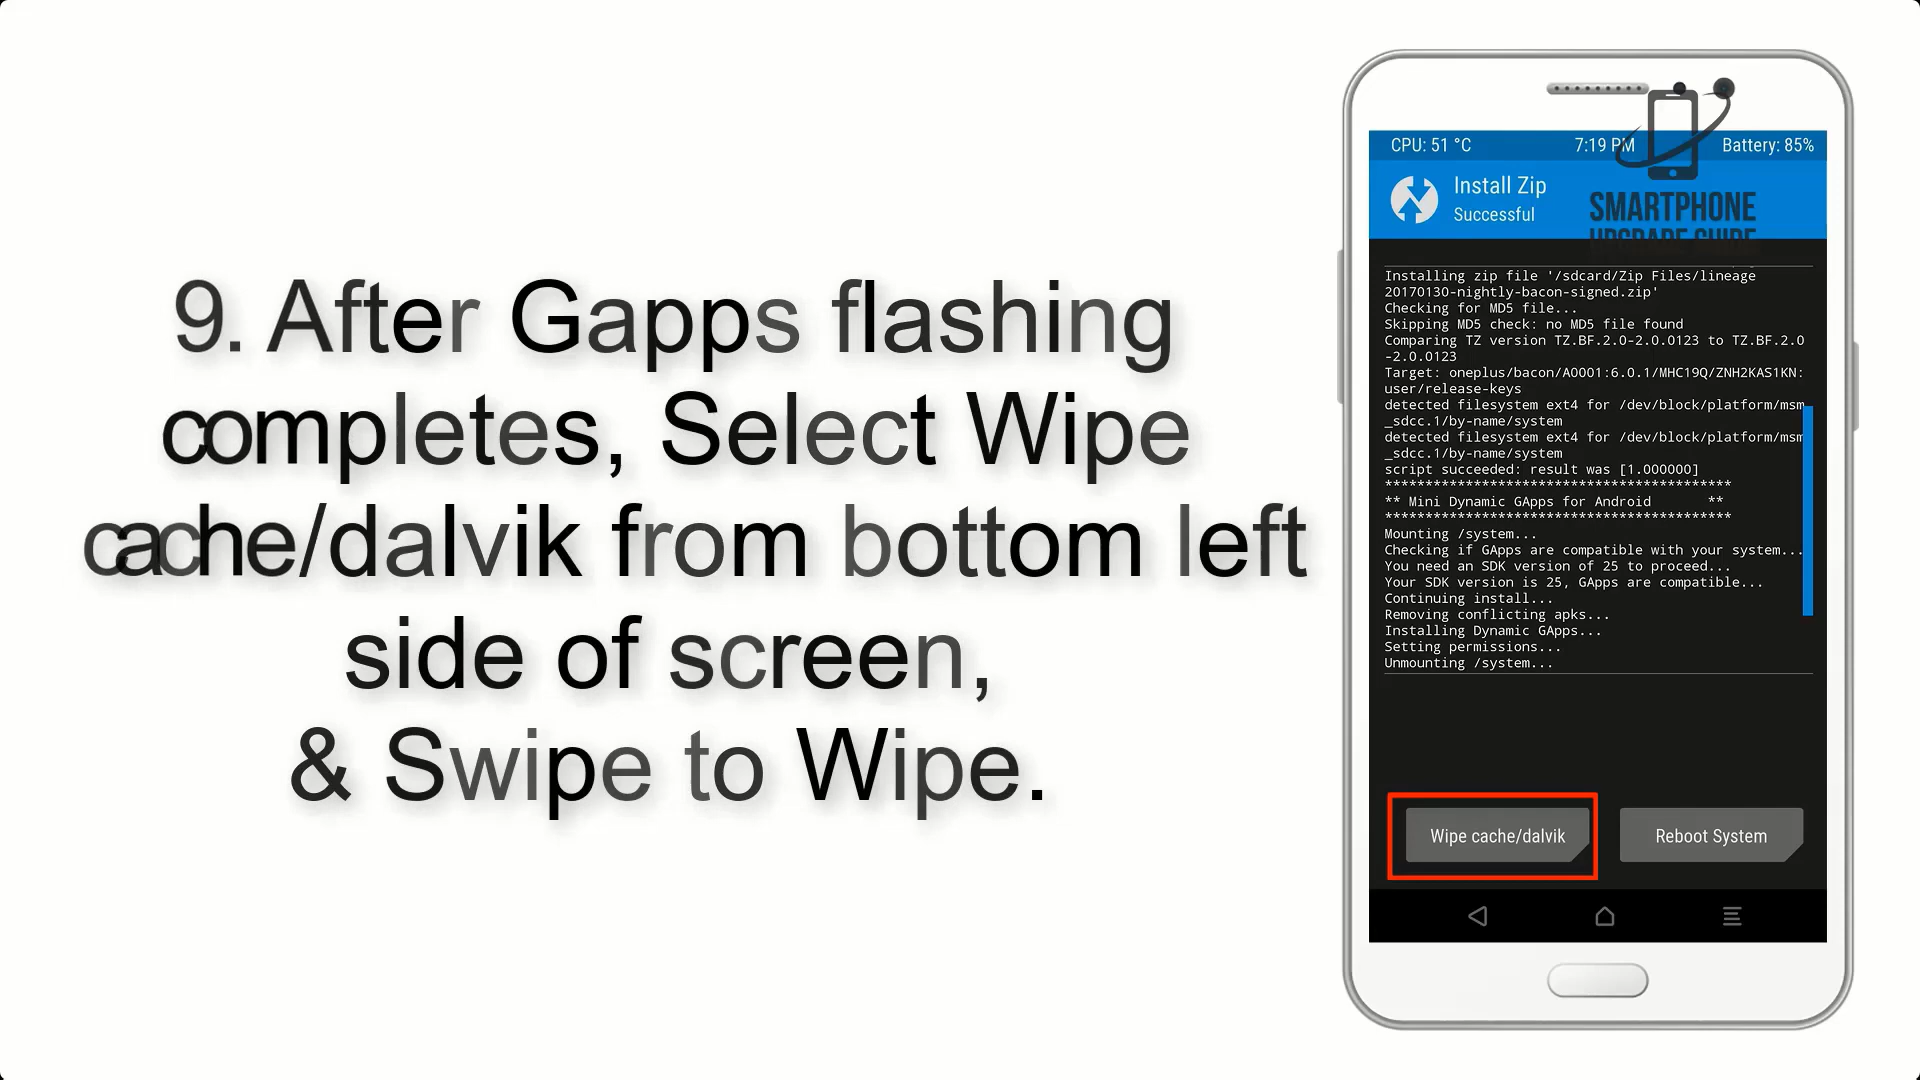 9. After Gapps flashing
completes, Select Wipe
cache/dalvik from bottom left
side of screen,
& Swipe to Wipe.
CPU: 51 °C 7:19 PM Battery: 85%
Install Zip
Successful
SMARTPHONE
UPGRADE GUIDE
Installing zip file '/sdcard/Zip Files/lineage
20170130-nightly-bacon-signed.zip'
Checking for MD5 file...
Skipping MD5 check: no MD5 file found
Comparing TZ version TZ.BF.2.0-2.0.0123 to TZ.BF.2.0
-2.0.0123
Target: oneplus/bacon/A0001:6.0.1/MHC19Q/ZNH2KAS1KN:
user/release-keys
detected filesystem ext4 for /dev/block/platform/msm
_sdcc.1/by-name/system
detected filesystem ext4 for /dev/block/platform/msm
_sdcc.1/by-name/system
script succeeded: result was [1.000000]
******************************************
** Mini Dynamic GApps for Android **
******************************************
Mounting /system...
Checking if GApps are compatible with your system...
You need an SDK version of 25 to proceed...
Your SDK version is 25, GApps are compatible...
Continuing install...
Removing conflicting apks...
Installing Dynamic GApps...
Setting permissions...
Unmounting /system...
Wipe cache/dalvik
Reboot System